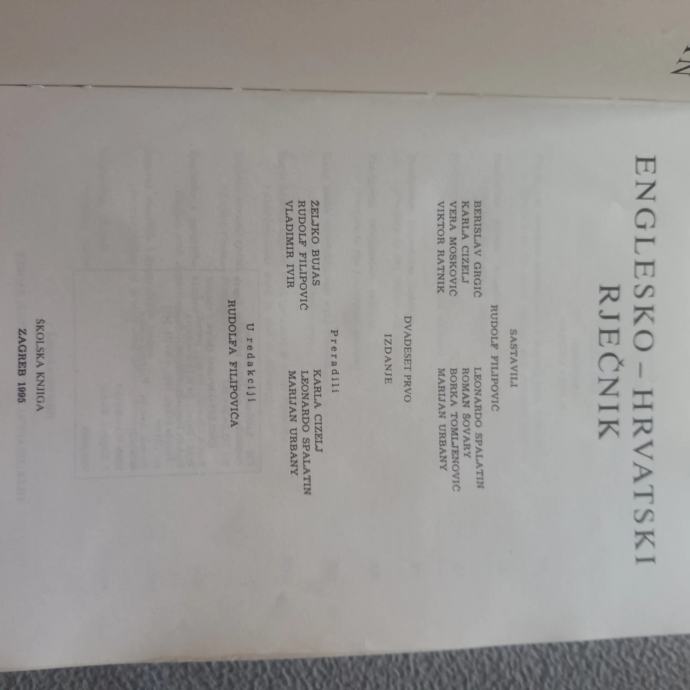 ENGLESKO – HRVATSKI
RJEČNIK
SASTAVILI
RUDOLF FILIPOVIĆ
BERISLAV GRGIĆ
KARLA CIZELJ
VERA MOSKOVIĆ
VIKTOR RATNIK
LEONARDO SPALATIN
ROMAN ŠOVARY
BORKA TOMLJENOVIĆ
MARIJAN URBANY
DVADESET PRVO
IZDANJE
Preradili
ŽELJKO BUJAS
RUDOLF FILIPOVIĆ
VLADIMIR IVIR
KARLA CIZELJ
LEONARDO SPALATIN
MARIJAN URBANY
U redakciji
RUDOLFA FILIPOVIĆA
ŠKOLSKA KNJIGA
ZAGREB 1995